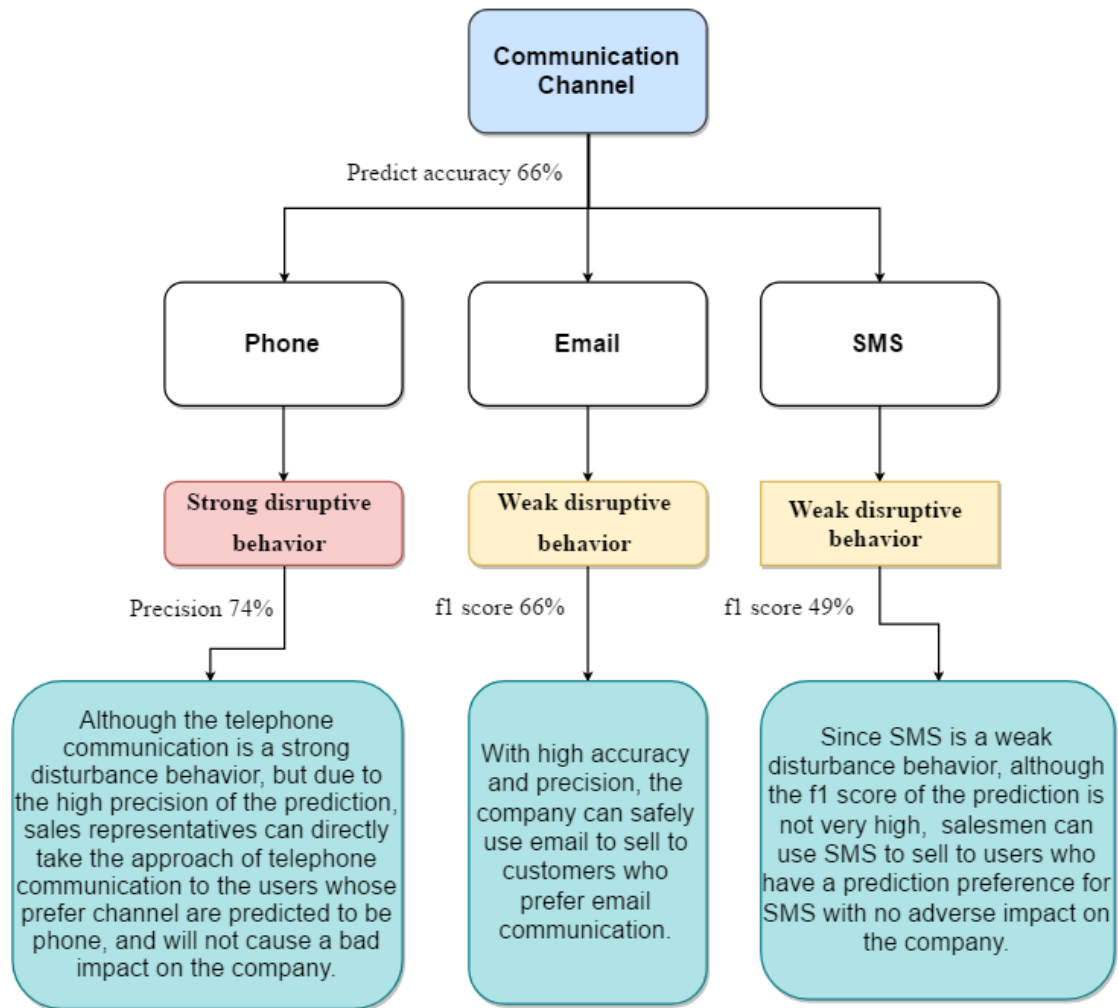 Communication
Channel
Predict accuracy 66%
Phone
Email
SMS
Strong disruptive
behavior
Weak disruptive
behavior
Weak disruptive
behavior
Precision 74%
f1 score 66%
f1 score 49%
Although the telephone
communication is a strong
disturbance behavior, but due to
the high precision of the prediction,
sales representatives can directly
take the approach of telephone
communication to the users whose
prefer channel are predicted to be
phone, and will not cause a bad
impact on the company.
With high accuracy
and precision, the
company can safely
use email to sell to
customers who
prefer email
communication.
Since SMS is a weak
disturbance behavior, although
the f1 score of the prediction is
not very high, salesmen can
use SMS to sell to users who
have a prediction preference for
SMS with no adverse impact on
the company.